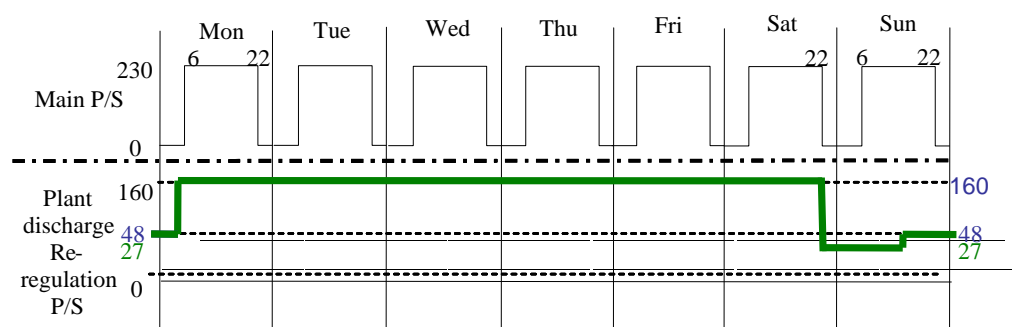 Mon Tue Wed Thu Fri Sat Sun
6 22 22 6 22
230
Main P/S
0
160 160
Plant
discharge
48 48
27 27
Re-
regulation
0
P/S